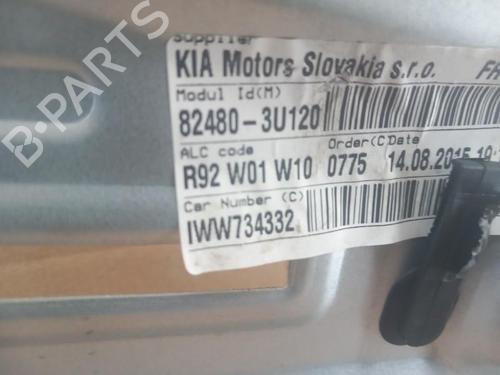 Supplier
KIA Motors Slovakia s.r.o.
Modul Id(M)
82480-3U120
ALC code
Order(C)Date
R92 W01 W10 0775 14.08.2015
Car Number (C)
IWW734332